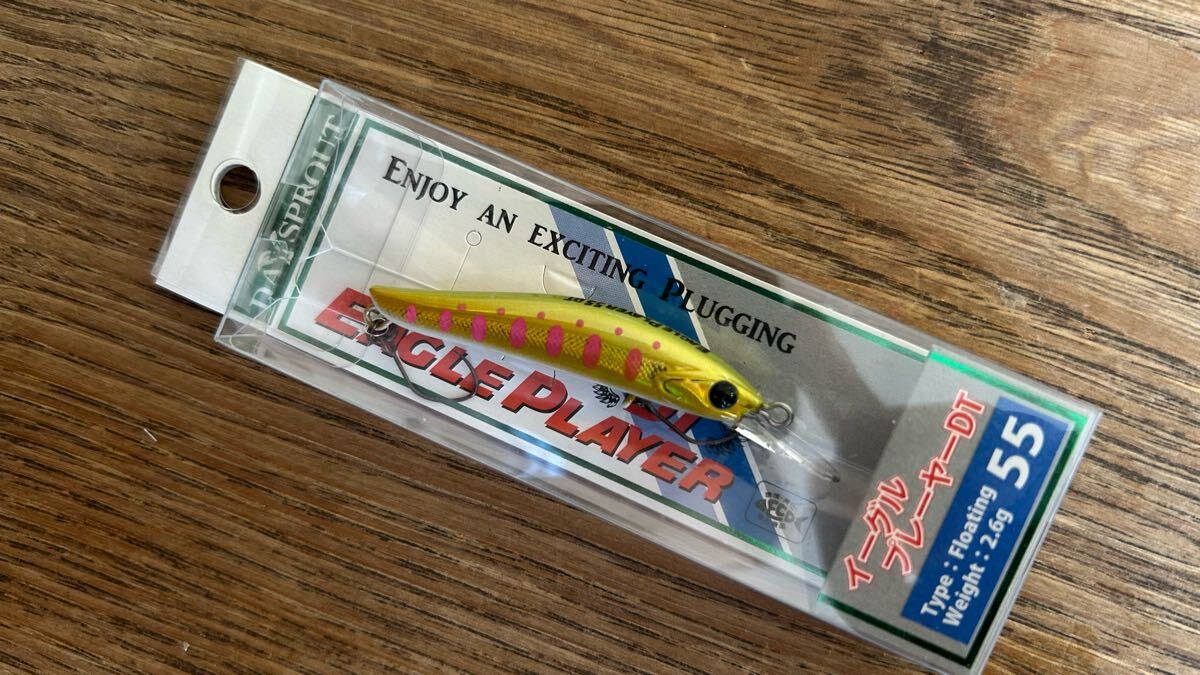 DAYSPROUT
ENJOY AN EXCITING PLUGGING
EAGLE PLAYER
DT
イーグル
プレーヤーDT
Type : Floating
Weight : 2.6g
55